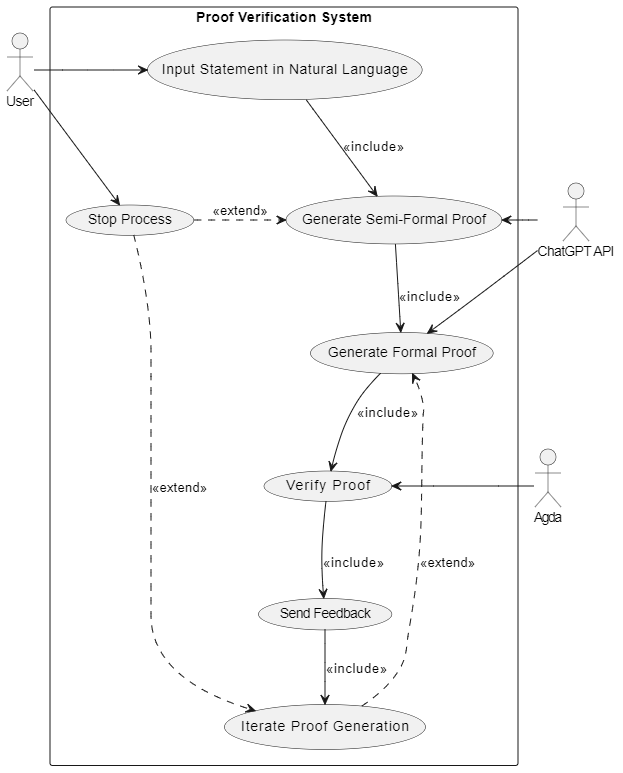 Proof Verification System
User
Input Statement in Natural Language
«include»
Stop Process
«extend»
Generate Semi-Formal Proof
ChatGPT API
«include»
Generate Formal Proof
«include»
Verify Proof
«extend»
Agda
«include»
«extend»
Send Feedback
«include»
Iterate Proof Generation